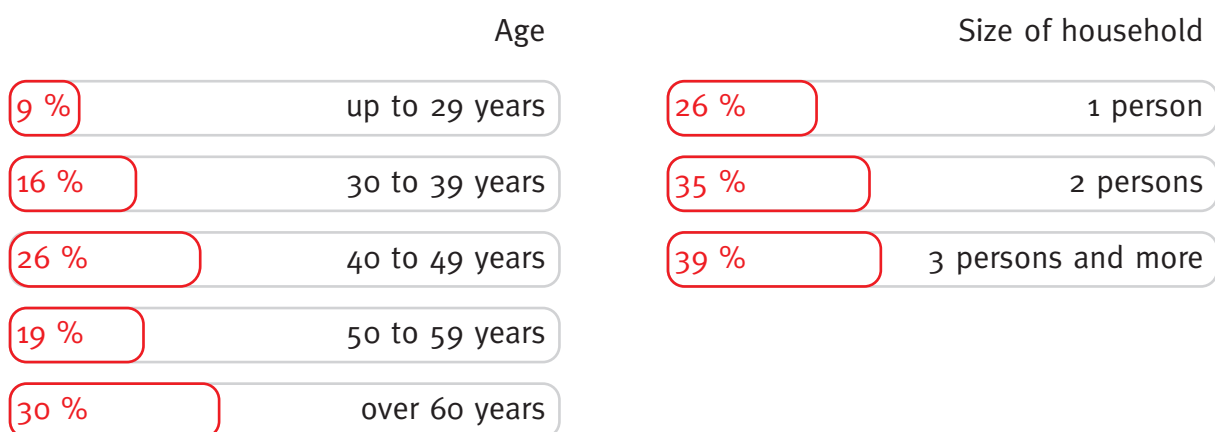 Age
9 % up to 29 years
16 % 30 to 39 years
26 % 40 to 49 years
19 % 50 to 59 years
30 % over 60 years
Size of household
26 % 1 person
35 % 2 persons
39 % 3 persons and more